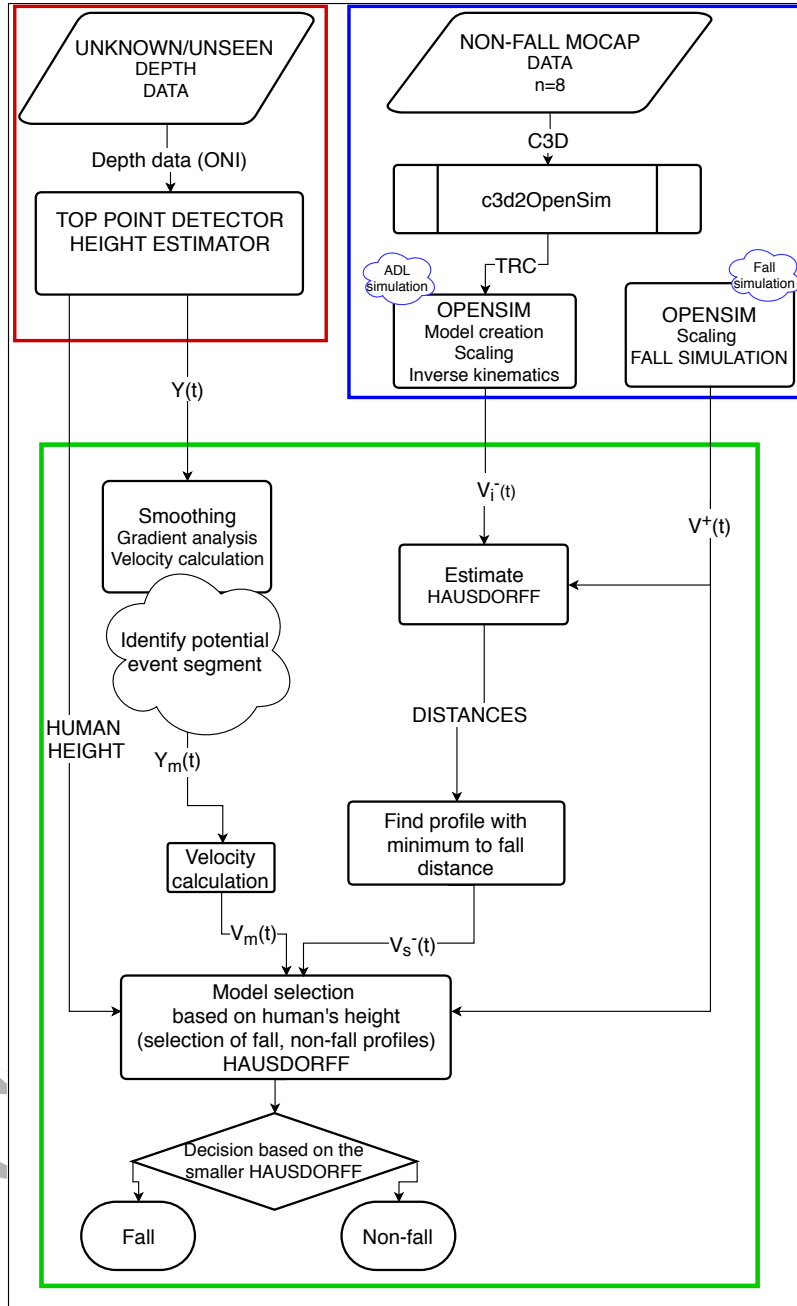 UNKNOWN/UNSEEN
DEPTH
DATA
Depth data (ONI)
TOP POINT DETECTOR
HEIGHT ESTIMATOR
NON-FALL MOCAP
DATA
n=8
C3D
c3d2OpenSim
TRC
ADL
simulation
OPENSIM
Model creation
Scaling
Inverse kinematics
Fall
simulation
OPENSIM
Scaling
FALL SIMULATION
Y(t)
Smoothing
Gradient analysis
Velocity calculation
Identify potential
event segment
HUMAN
HEIGHT
Yₘ(t)
Velocity
calculation
Vₘ(t)
Vᵢ⁻(t)
V⁺(t)
Estimate
HAUSDORFF
DISTANCES
Find profile with
minimum to fall
distance
Vₛ⁻(t)
Model selection
based on human's height
(selection of fall, non-fall profiles)
HAUSDORFF
Decision based on the
smaller HAUSDORFF
Fall
Non-fall